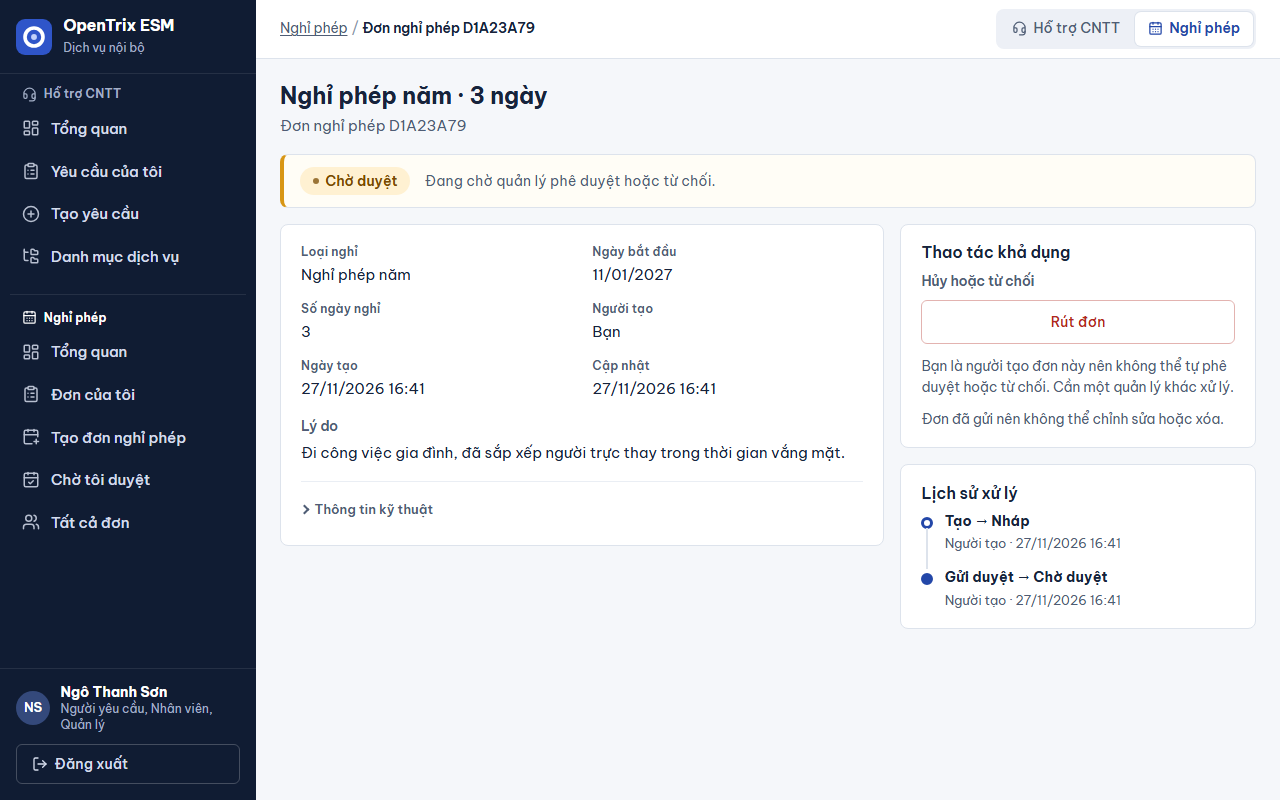 OpenTrix ESM
Dịch vụ nội bộ
Hỗ trợ CNTT
Tổng quan
Yêu cầu của tôi
Tạo yêu cầu
Danh mục dịch vụ
Nghỉ phép
Tổng quan
Đơn của tôi
Tạo đơn nghỉ phép
Chờ tôi duyệt
Tất cả đơn
NS
Ngô Thanh Sơn
Người yêu cầu, Nhân viên,
Quản lý
Đăng xuất
Nghỉ phép / Đơn nghỉ phép D1A23A79
Hỗ trợ CNTT
Nghỉ phép
Nghỉ phép năm · 3 ngày
Đơn nghỉ phép D1A23A79
Chờ duyệt
Đang chờ quản lý phê duyệt hoặc từ chối.
Loại nghỉ
Nghỉ phép năm
Ngày bắt đầu
11/01/2027
Số ngày nghỉ
3
Người tạo
Bạn
Ngày tạo
27/11/2026 16:41
Cập nhật
27/11/2026 16:41
Lý do
Đi công việc gia đình, đã sắp xếp người trực thay trong thời gian vắng mặt.
Thông tin kỹ thuật
Thao tác khả dụng
Hủy hoặc từ chối
Rút đơn
Bạn là người tạo đơn này nên không thể tự phê
duyệt hoặc từ chối. Cần một quản lý khác xử lý.
Đơn đã gửi nên không thể chỉnh sửa hoặc xóa.
Lịch sử xử lý
Tạo → Nháp
Người tạo · 27/11/2026 16:41
Gửi duyệt → Chờ duyệt
Người tạo · 27/11/2026 16:41